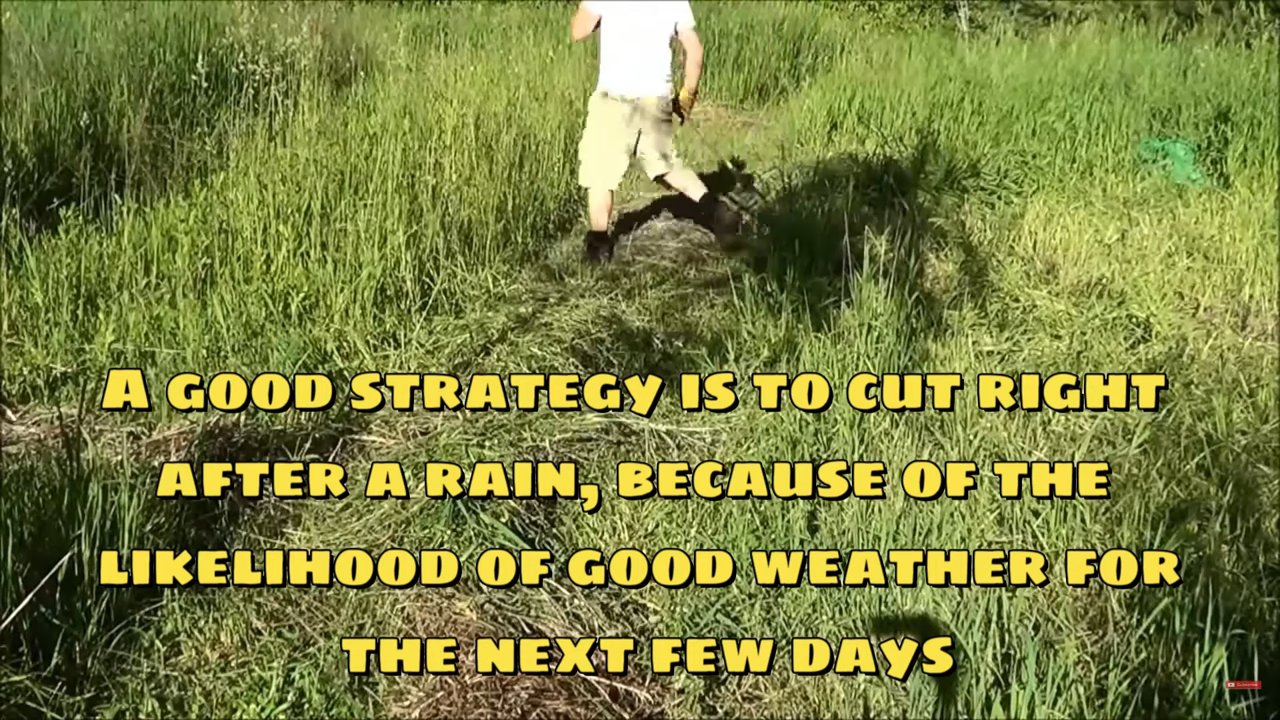 A GOOD STRATEGY IS TO CUT RIGHT
AFTER A RAIN, BECAUSE OF THE
LIKELIHOOD OF GOOD WEATHER FOR
THE NEXT FEW DAYS